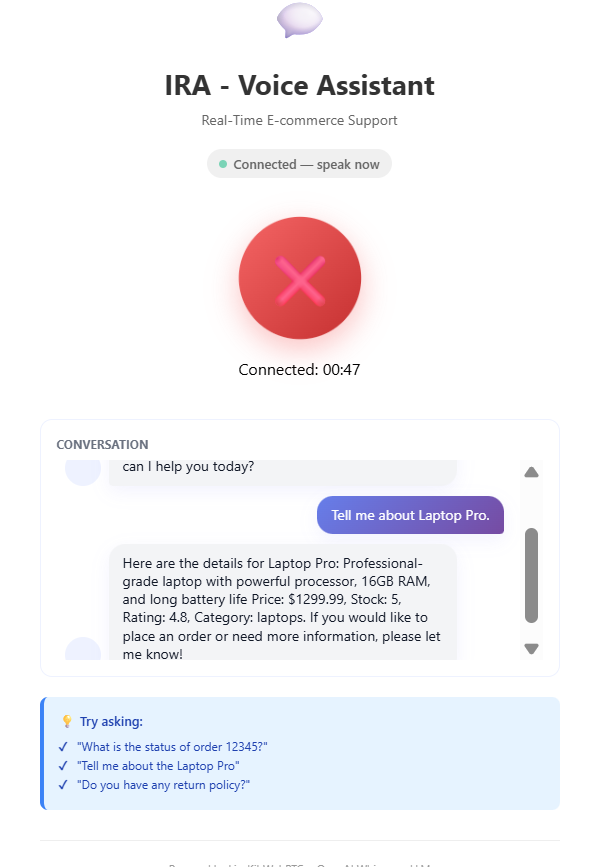 IRA - Voice Assistant
Real-Time E-commerce Support
Connected — speak now
Connected: 00:47
CONVERSATION
can I help you today?
Tell me about Laptop Pro.
Here are the details for Laptop Pro: Professional-
grade laptop with powerful processor, 16GB RAM,
and long battery life Price: $1299.99, Stock: 5,
Rating: 4.8, Category: laptops. If you would like to
place an order or need more information, please let
me know!
Try asking:
✓ "What is the status of order 12345?"
✓ "Tell me about the Laptop Pro"
✓ "Do you have any return policy?"